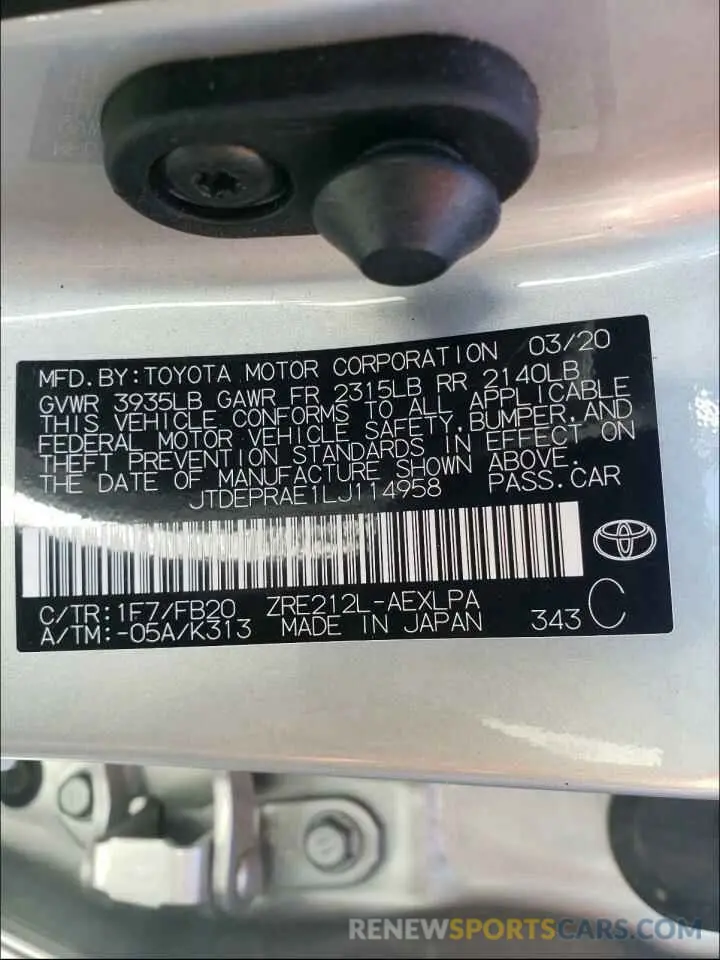 MFD.BY:TOYOTA MOTOR CORPORATION 03/20
GVWR 3935LB GAWR FR 2315LB RR 2140LB
THIS VEHICLE CONFORMS TO ALL APPLICABLE
FEDERAL MOTOR VEHICLE SAFETY,BUMPER,AND
THEFT PREVENTION STANDARDS IN EFFECT ON
THE DATE OF MANUFACTURE SHOWN ABOVE.
JTDEPRAE1LJ114958 PASS.CAR
C/TR:1F7/FB20 ZRE212L-AEXLPA
A/TM:-05A/K313 MADE IN JAPAN 343 C
RENEWSPORTSCARS.COM